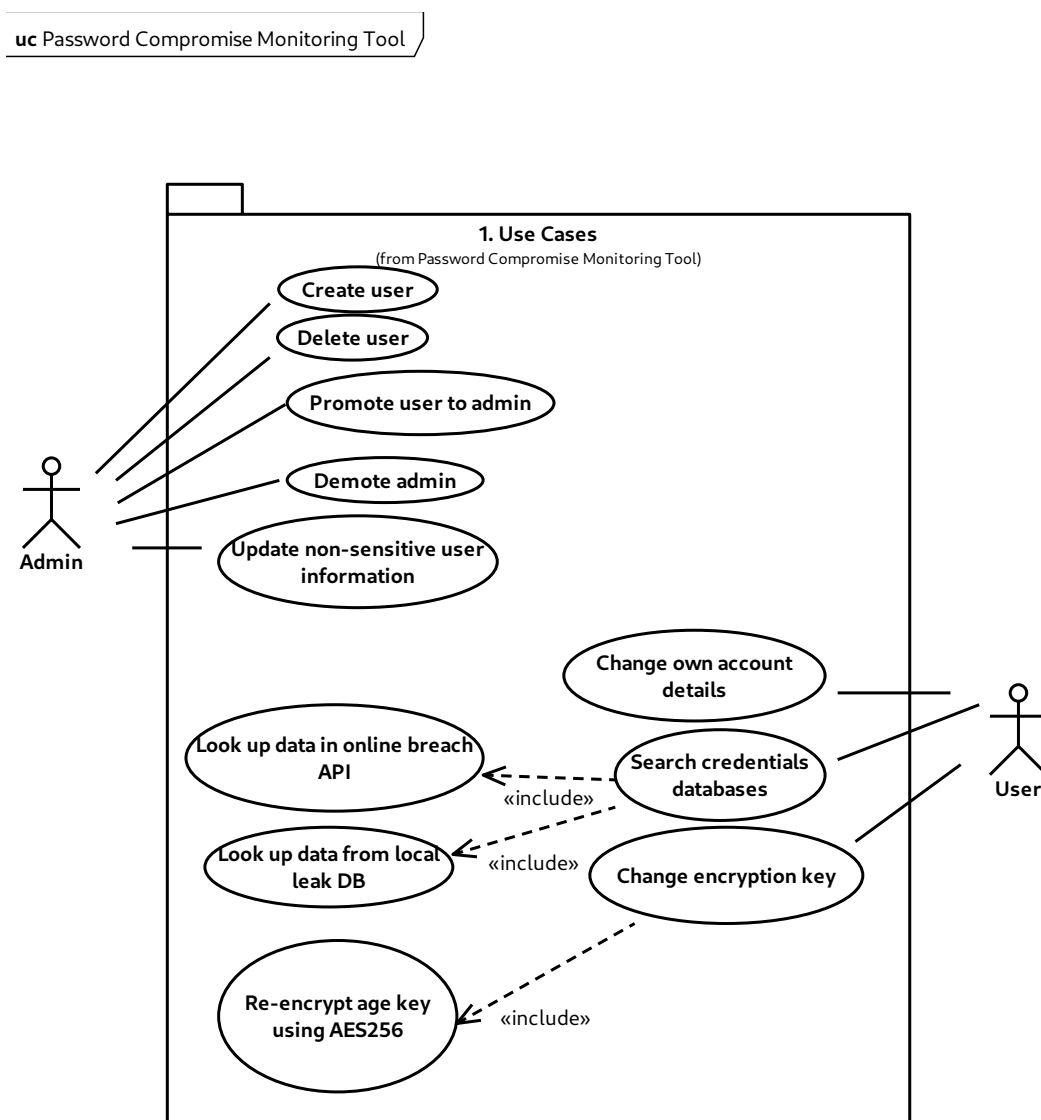 uc Password Compromise Monitoring Tool
1. Use Cases
(from Password Compromise Monitoring Tool)
Create user
Delete user
Promote user to admin
Demote admin
Admin
Update non-sensitive user
information
Change own account
details
Look up data in online breach
API
Search credentials
databases
User
«include»
Look up data from local
leak DB
«include»
Change encryption key
Re-encrypt age key
using AES256
«include»